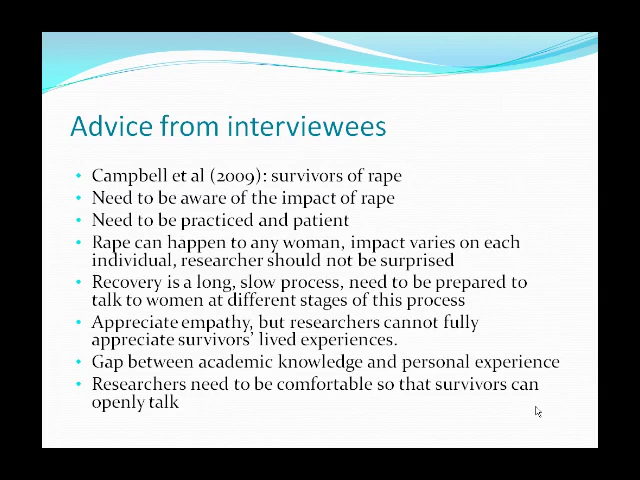 Advice from interviewees
• Campbell et al (2009): survivors of rape
• Need to be aware of the impact of rape
• Need to be practiced and patient
• Rape can happen to any woman, impact varies on each
individual, researcher should not be surprised
• Recovery is a long, slow process, need to be prepared to
talk to women at different stages of this process
• Appreciate empathy, but researchers cannot fully
appreciate survivors' lived experiences.
• Gap between academic knowledge and personal experience
• Researchers need to be comfortable so that survivors can
openly talk